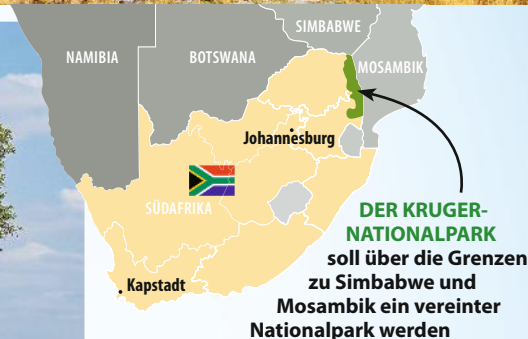 SIMBABWE
NAMIBIA
BOTSWANA
MOSAMBIK
Johannesburg
SÜDAFRIKA
Kapstadt
DER KRUGER-
NATIONALPARK
soll über die Grenzen
zu Simbabwe und
Mosambik ein vereinter
Nationalpark werden